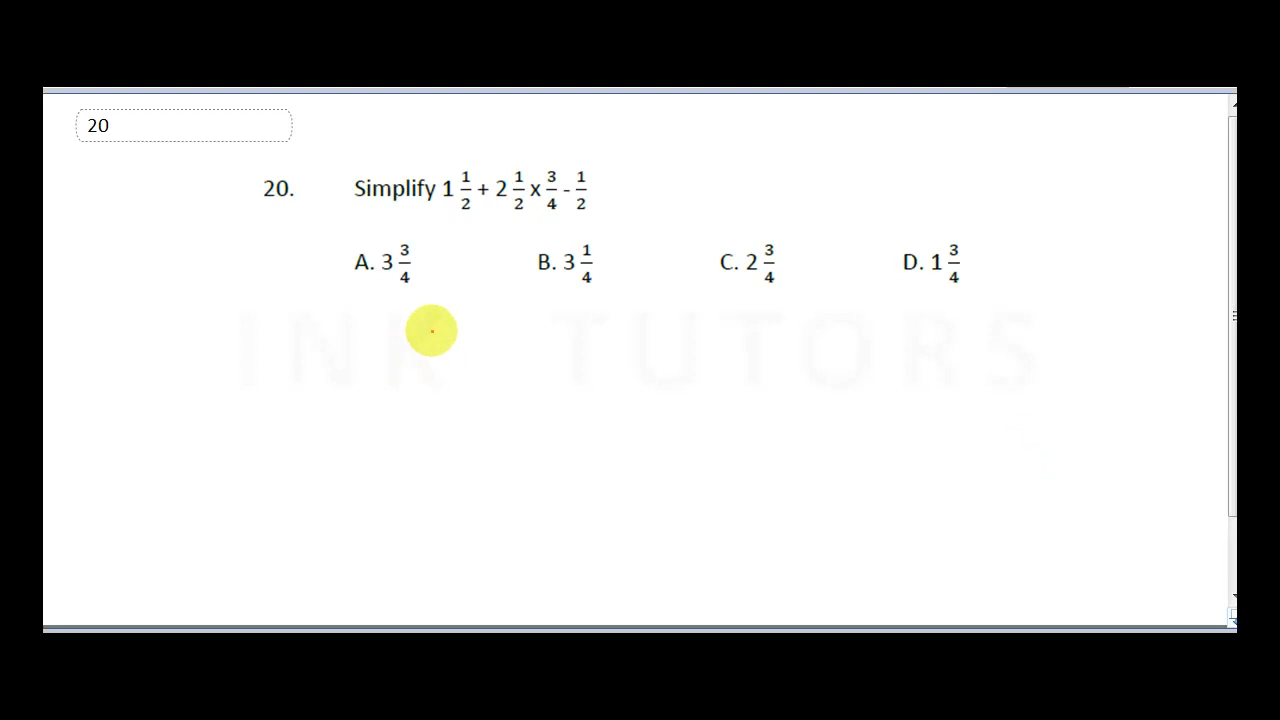 20
20. Simplify 1 1/2 + 2 1/2 x 3/4 - 1/2
A. 3 3/4 B. 3 1/4 C. 2 3/4 D. 1 3/4
INK TUTORS